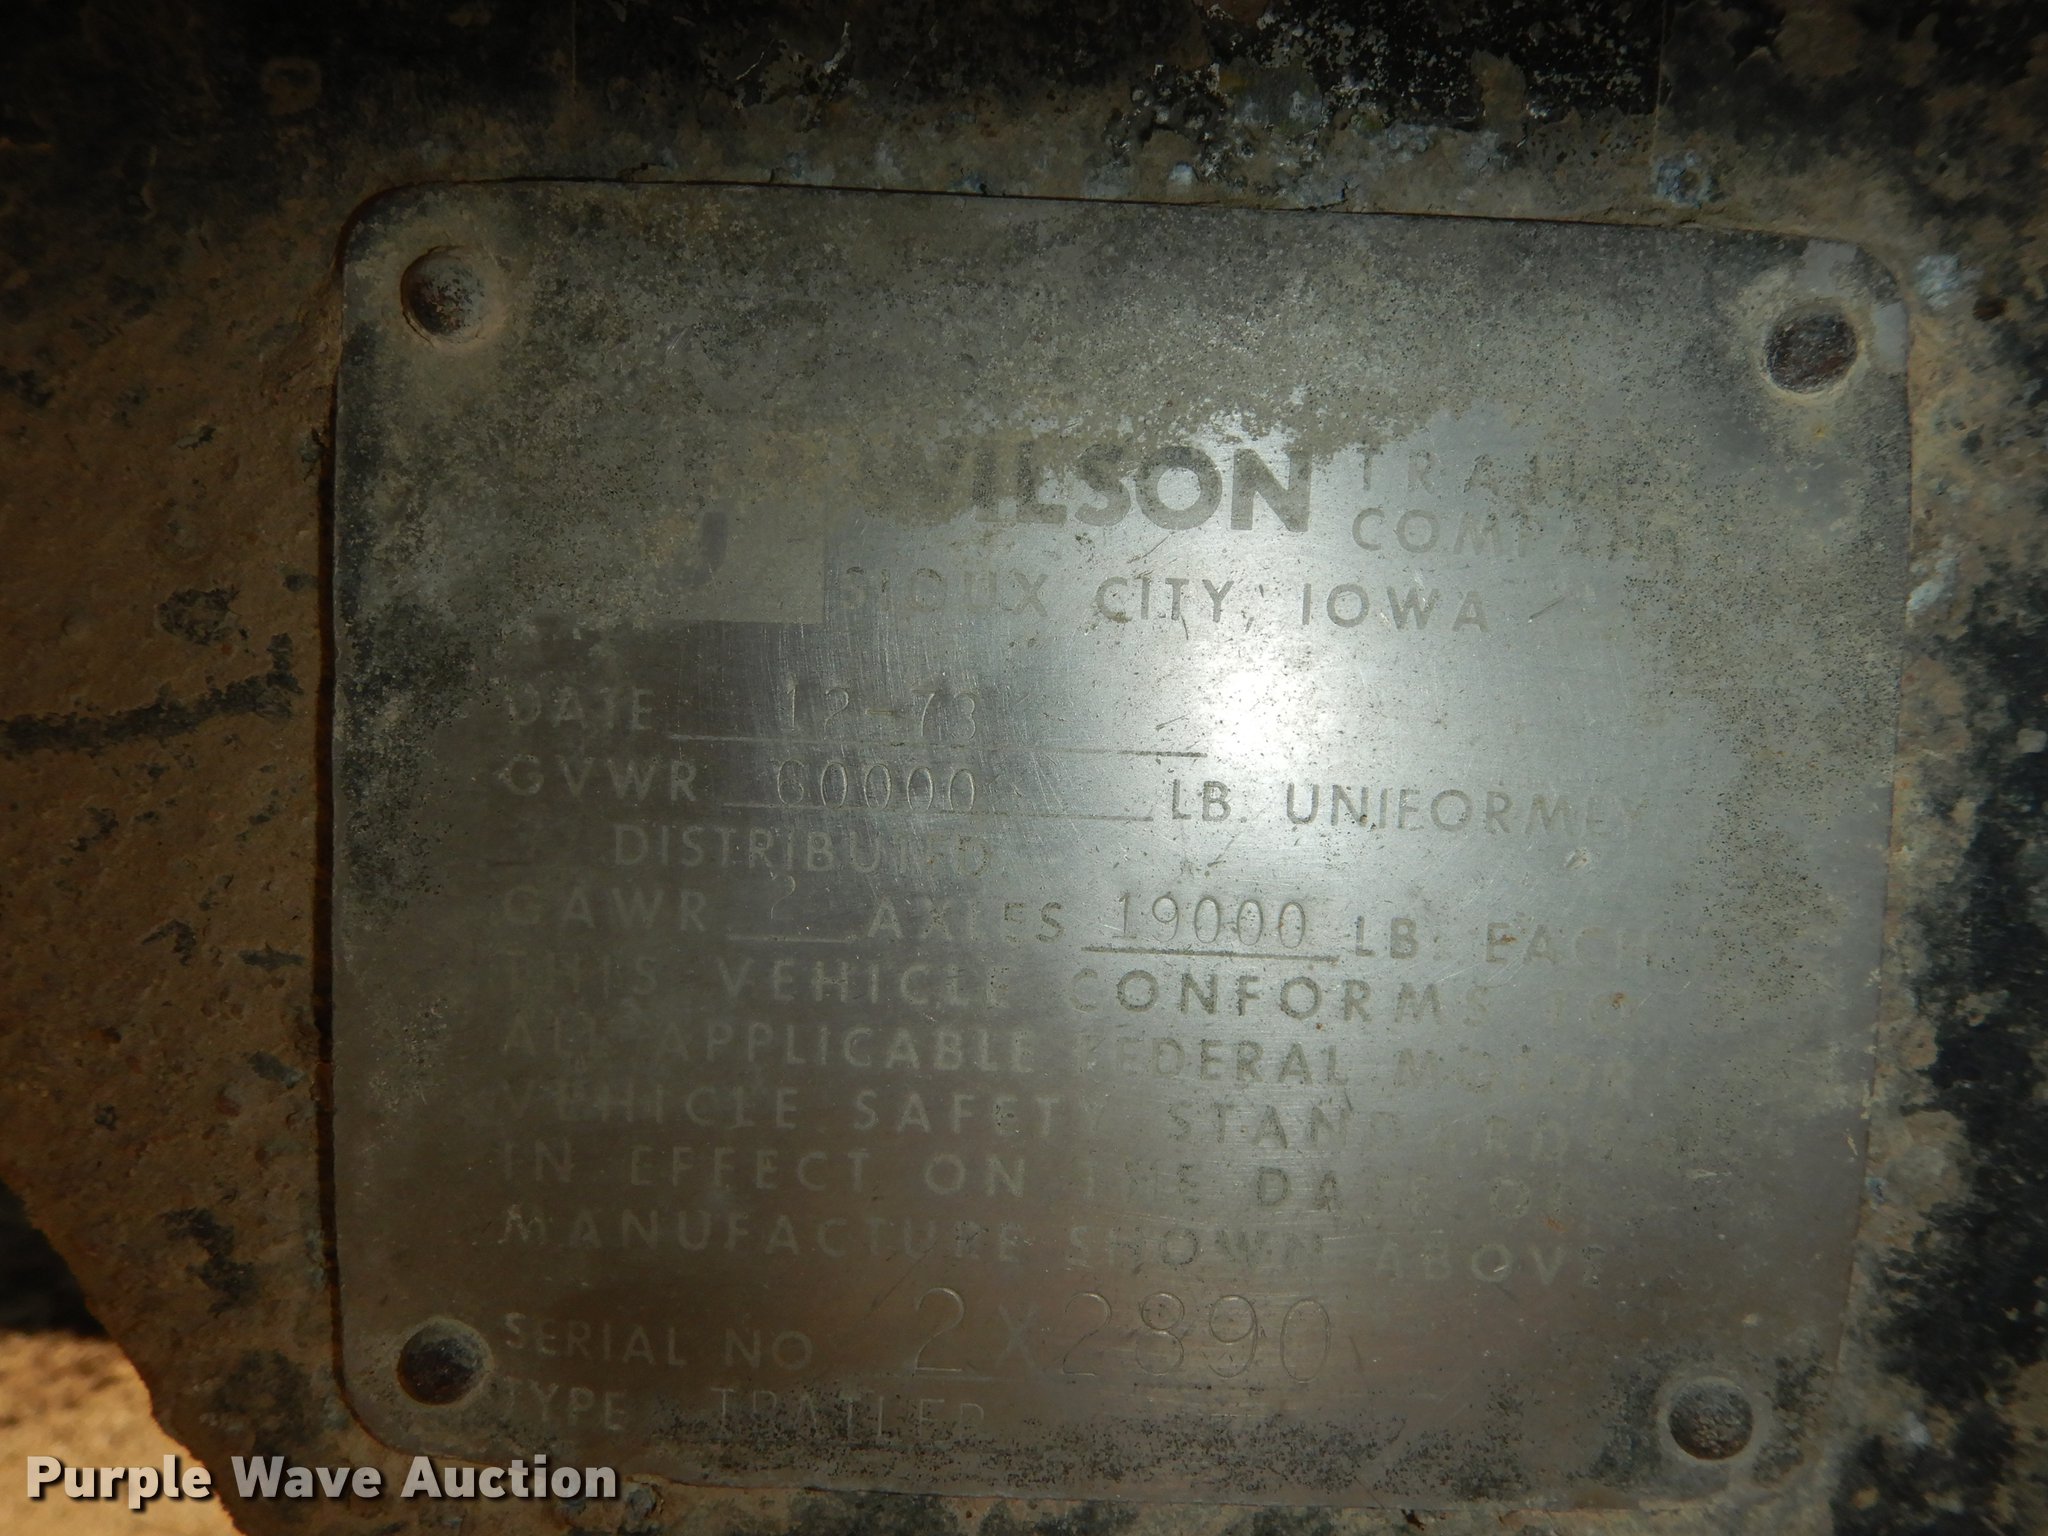 WILSON TRAILER
COMPANY
SIOUX CITY, IOWA
DATE 12-73
GVWR 60000 LB. UNIFORMLY
DISTRIBUTED.
GAWR 2 AXLES 19000 LB. EACH
THIS VEHICLE CONFORMS TO
ALL APPLICABLE FEDERAL MOTOR
VEHICLE SAFETY STANDARDS
IN EFFECT ON THE DATE OF
MANUFACTURE SHOWN ABOVE
SERIAL NO 2X2890
TYPE TRAILER
Purple Wave Auction